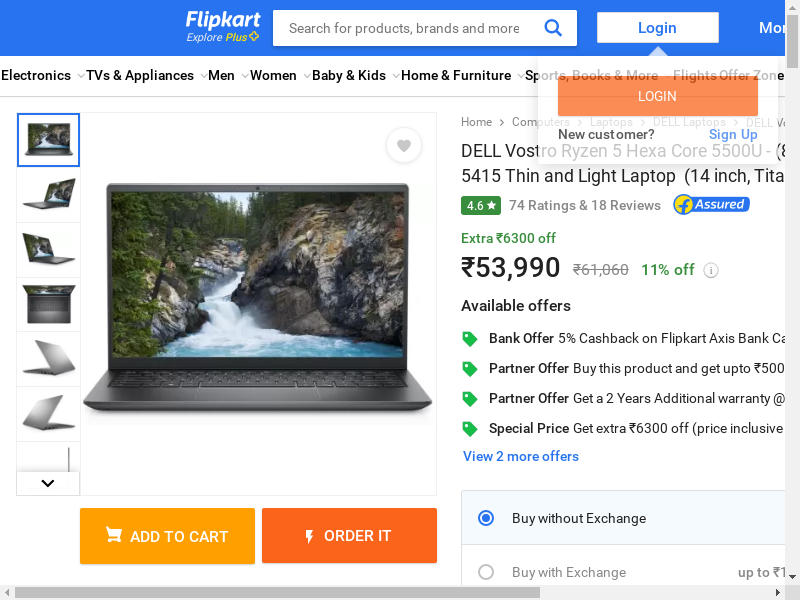 Flipkart
Explore Plus
Search for products, brands and more
Login
Electronics
TVs & Appliances
Men
Women
Baby & Kids
Home & Furniture
Sports, Books & More
Flights
Offer Zone
LOGIN
New customer?
Sign Up
Home
Computers
Laptops
DELL Laptops
DELL
DELL Vostro Ryzen 5 Hexa Core 5500U - (8
5415 Thin and Light Laptop (14 inch, Tita
4.6
74 Ratings & 18 Reviews
Assured
Extra ₹6300 off
₹53,990
₹61,060
11% off
i
Available offers
Bank Offer 5% Cashback on Flipkart Axis Bank
Partner Offer Buy this product and get upto ₹500
Partner Offer Get a 2 Years Additional warranty @
Special Price Get extra ₹6300 off (price inclusive
View 2 more offers
ADD TO CART
ORDER IT
Buy without Exchange
Buy with Exchange
up to ₹1